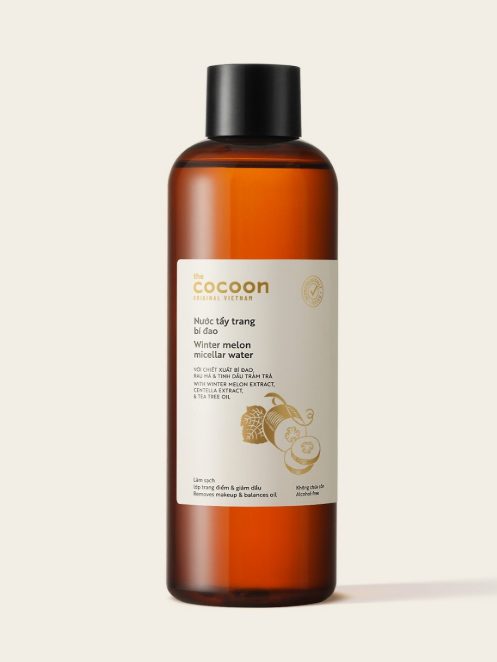 the
cocoon
ORIGINAL VIETNAM
Nước tẩy trang
bí đao
Winter melon
micellar water
VỚI CHIẾT XUẤT BÍ ĐAO,
RAU MÁ & TINH DẦU TRÀM TRÀ
WITH WINTER MELON EXTRACT,
CENTELLA EXTRACT,
& TEA TREE OIL
Làm sạch
lớp trang điểm & giảm dầu
Removes makeup & balances oil
Không chứa cồn
Alcohol-free